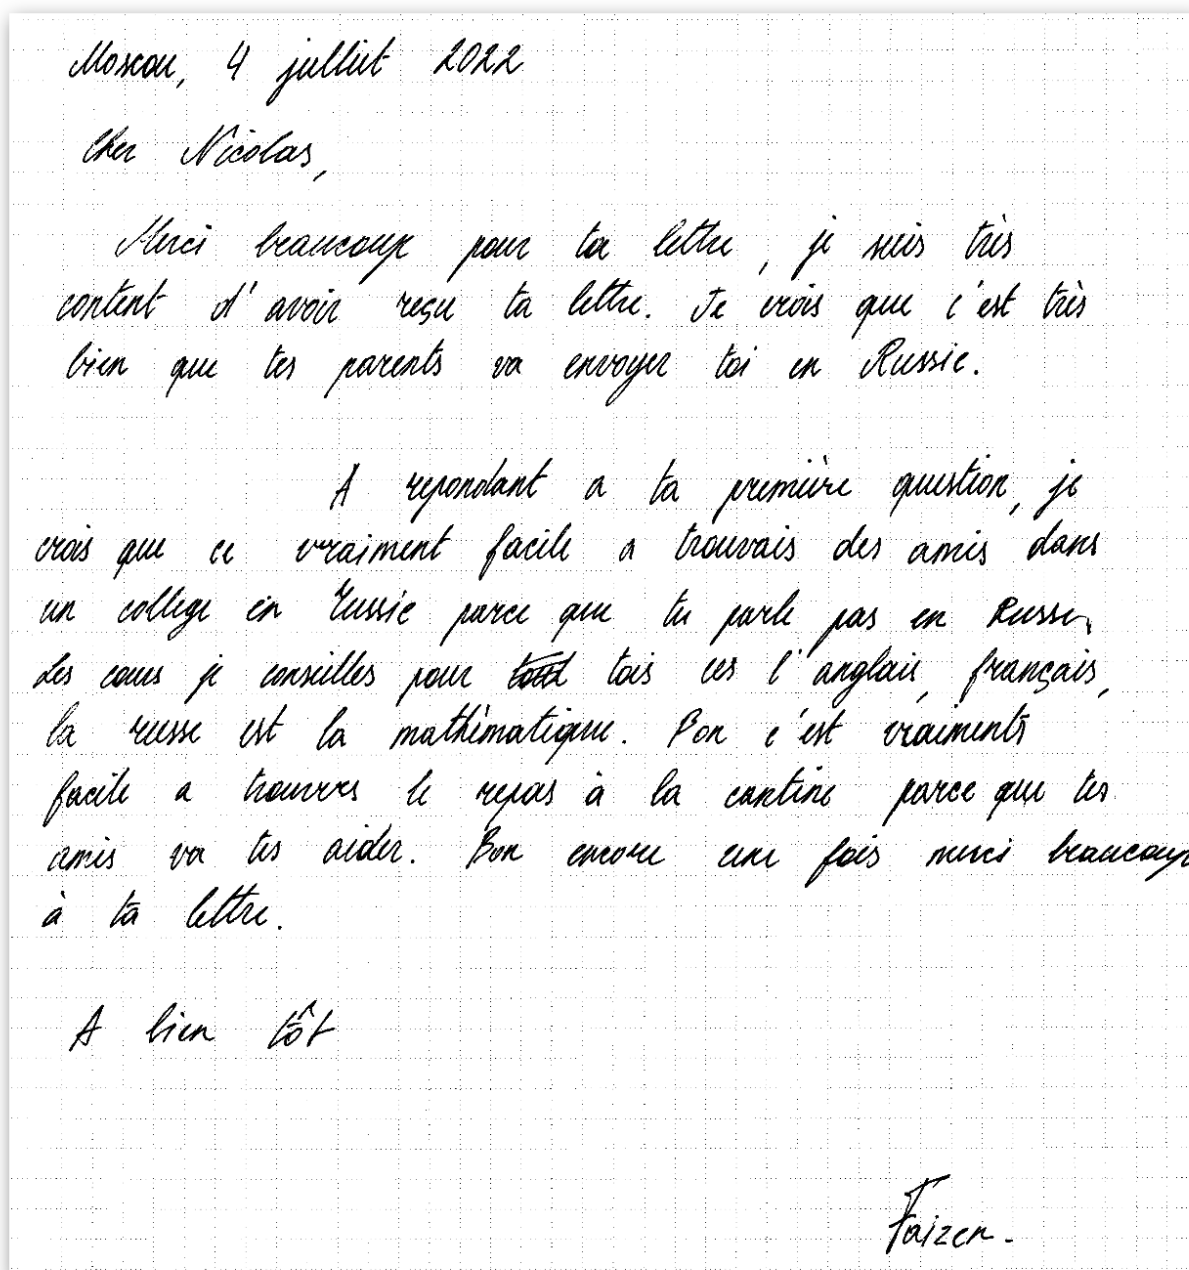 Moscou, 4 julliet 2022
Cher Nicolas,
Merci beaucoup pour ta lettre, je suis très
content d'avoir reçu ta lettre. Je crois que c'est très
bien que tes parents va envoyer toi en Russie.
A repondant a ta première question, je
crois que ce vraiment facile a trouvais des amis dans
un college en Russie parce que tu parle pas en Russe.
Les cours je conseilles pour tois ces l'anglais, français,
la russe est la mathématique. Bon c'est vraiments
facile a trouvres le repas à la cantine parce que tes
amis va tes aider. Bon encore une fois merci beaucoup
à ta lettre.
A bien tôt
Faizen.